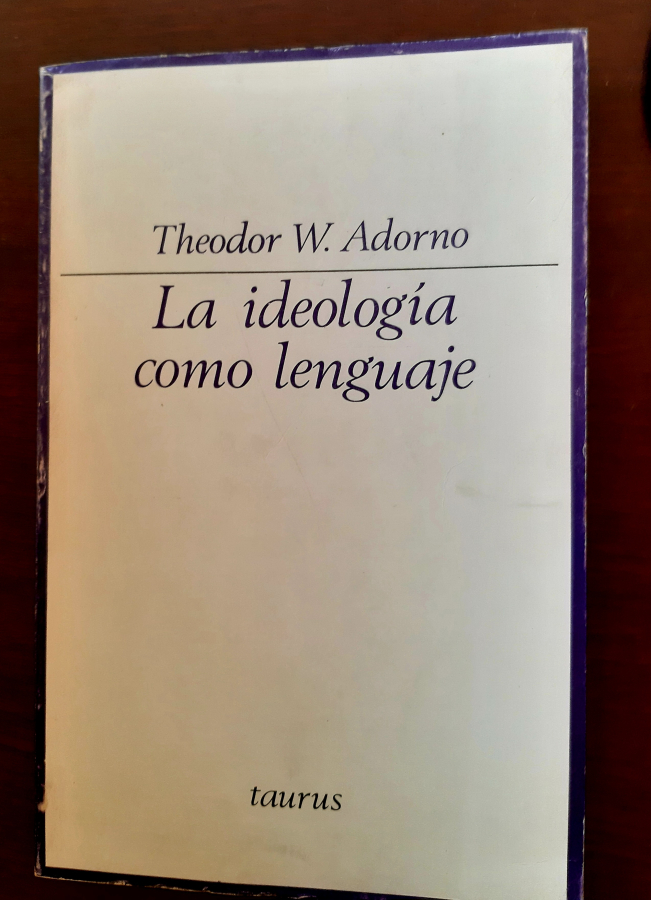 Theodor W. Adorno
La ideología
como lenguaje
taurus